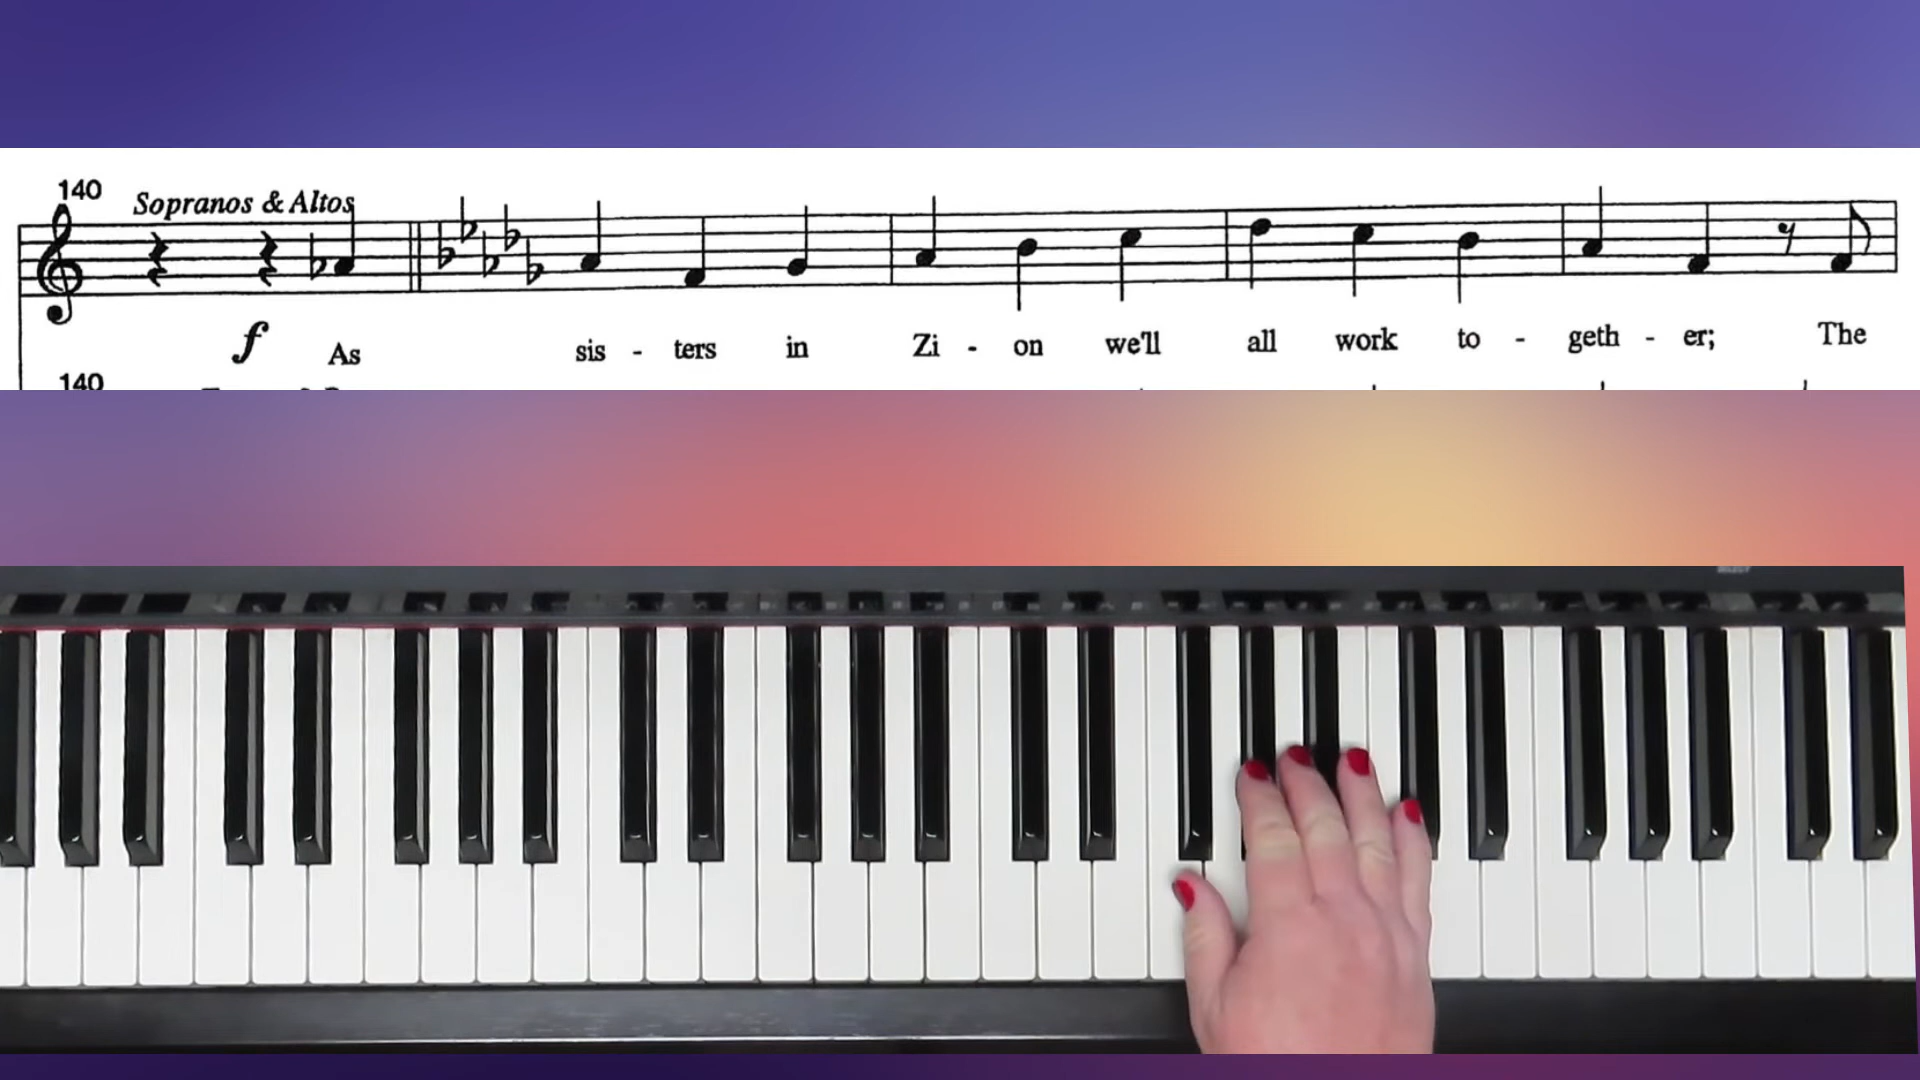 140
Sopranos & Altos
f As sis - ters in Zi - on we'll all work to - geth - er; The
140